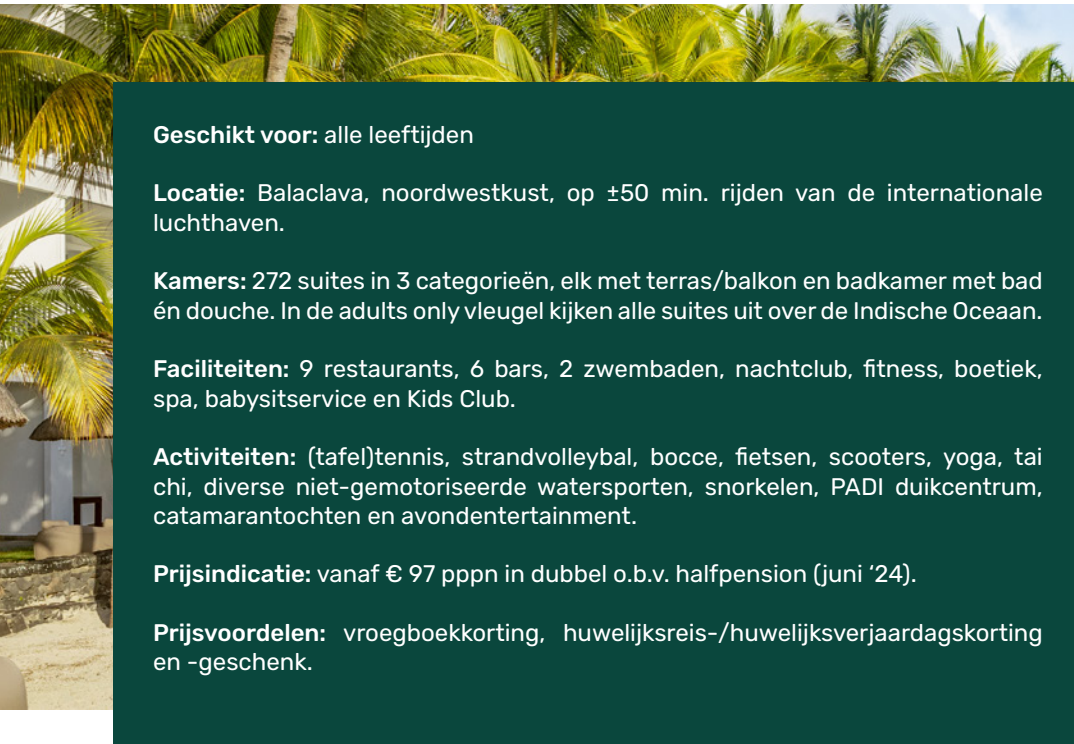 Geschikt voor: alle leeftijden
Locatie: Balaclava, noordwestkust, op ±50 min. rijden van de internationale
luchthaven.
Kamers: 272 suites in 3 categorieën, elk met terras/balkon en badkamer met bad
én douche. In de adults only vleugel kijken alle suites uit over de Indische Oceaan.
Faciliteiten: 9 restaurants, 6 bars, 2 zwembaden, nachtclub, fitness, boetiek,
spa, babysitservice en Kids Club.
Activiteiten: (tafel)tennis, strandvolleybal, bocce, fietsen, scooters, yoga, tai
chi, diverse niet-gemotoriseerde watersporten, snorkelen, PADI duikcentrum,
catamarantochten en avondentertainment.
Prijsindicatie: vanaf € 97 pppn in dubbel o.b.v. halfpension (juni ‘24).
Prijsvoordelen: vroegboekkorting, huwelijksreis-/huwelijksverjaardagskorting
en -geschenk.